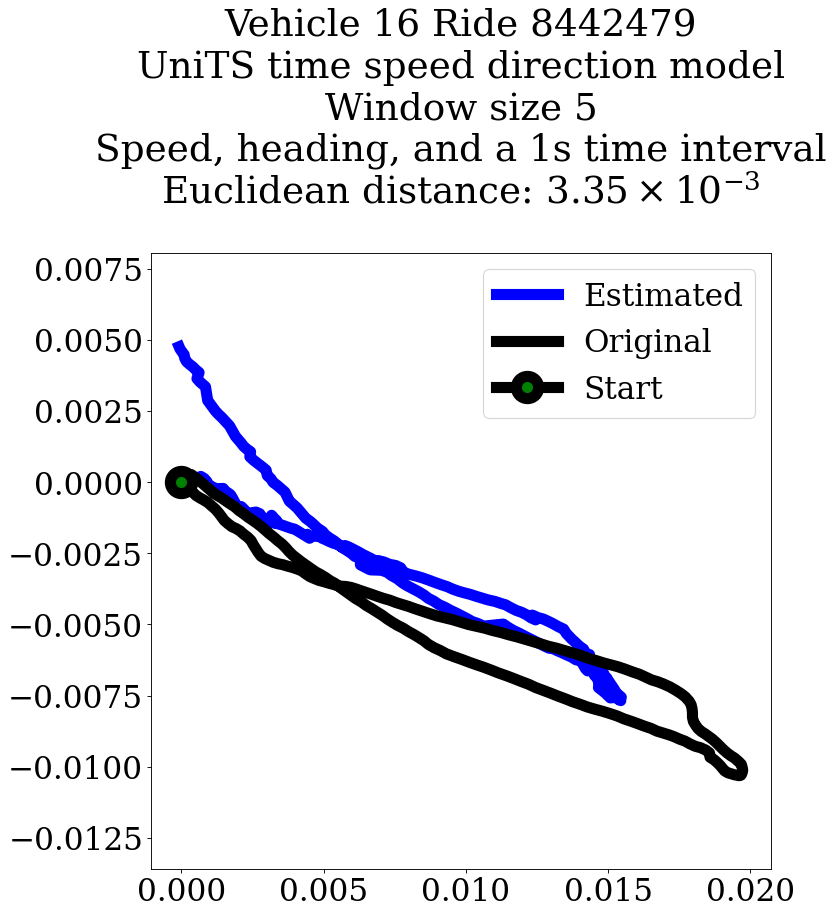 Vehicle 16 Ride 8442479
UniTS time speed direction model
Window size 5
Speed, heading, and a 1s time interval
Euclidean distance: 3.35 × 10⁻³
0.0075
0.0050
0.0025
0.0000
−0.0025
−0.0050
−0.0075
−0.0100
−0.0125
Estimated
Original
Start
0.000 0.005 0.010 0.015 0.020